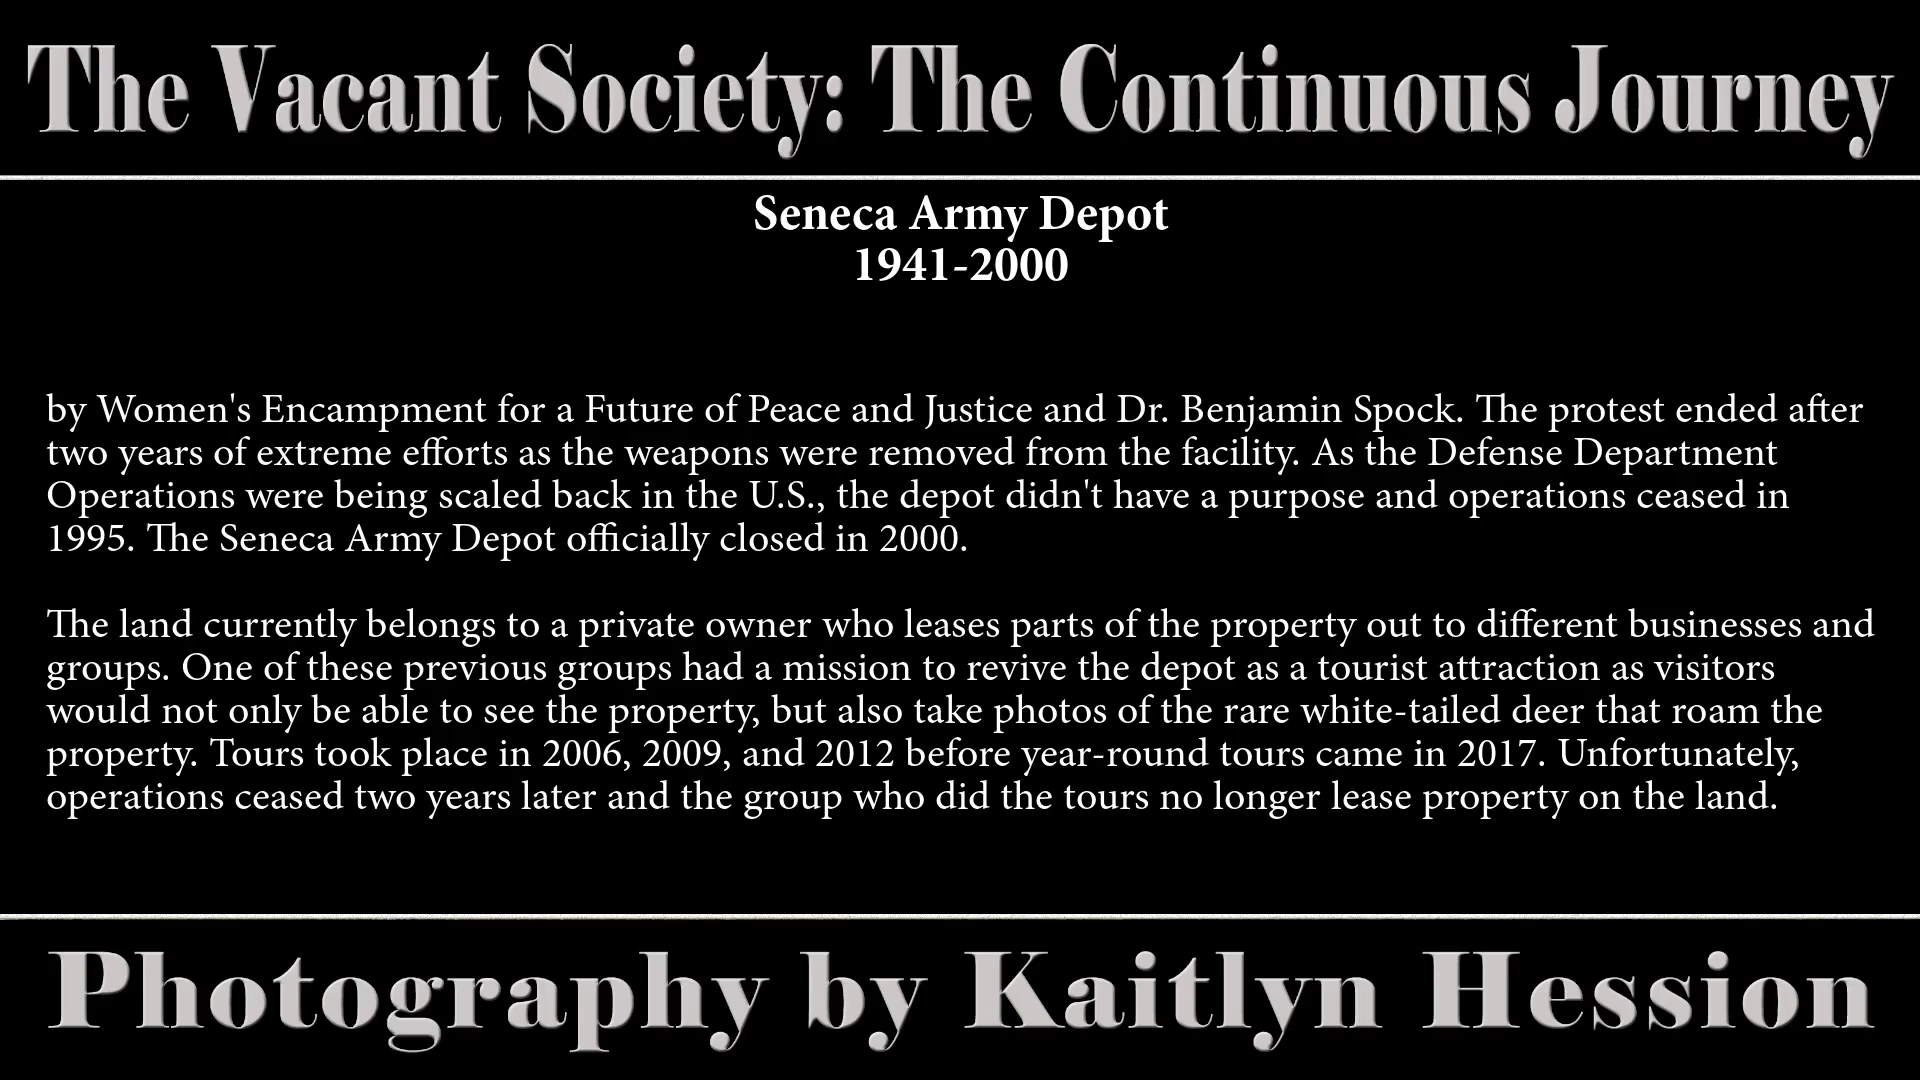 The Vacant Society: The Continuous Journey
Seneca Army Depot
1941-2000
by Women's Encampment for a Future of Peace and Justice and Dr. Benjamin Spock. The protest ended after
two years of extreme efforts as the weapons were removed from the facility. As the Defense Department
Operations were being scaled back in the U.S., the depot didn't have a purpose and operations ceased in
1995. The Seneca Army Depot officially closed in 2000.
The land currently belongs to a private owner who leases parts of the property out to different businesses and
groups. One of these previous groups had a mission to revive the depot as a tourist attraction as visitors
would not only be able to see the property, but also take photos of the rare white-tailed deer that roam the
property. Tours took place in 2006, 2009, and 2012 before year-round tours came in 2017. Unfortunately,
operations ceased two years later and the group who did the tours no longer lease property on the land.
Photography by Kaitlyn Hession